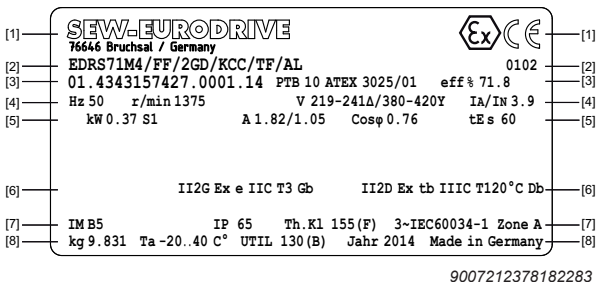 SEW-EURODRIVE
76646 Bruchsal / Germany
Ex CE
[1] [1]
[2] EDRS71M4/FF/2GD/KCC/TF/AL 0102 [2]
[3] 01.4343157427.0001.14 PTB 10 ATEX 3025/01 eff% 71.8 [3]
[4] Hz 50 r/min 1375 V 219-241Δ/380-420Y IA/IN 3.9 [4]
[5] kW 0.37 S1 A 1.82/1.05 Cosφ 0.76 tE s 60 [5]
[6] II2G Ex e IIC T3 Gb II2D Ex tb IIIC T120°C Db [6]
[7] IM B5 IP 65 Th.Kl 155(F) 3~IEC60034-1 Zone A [7]
[8] kg 9.831 Ta -20..40 C° UTIL 130(B) Jahr 2014 Made in Germany [8]
9007212378182283